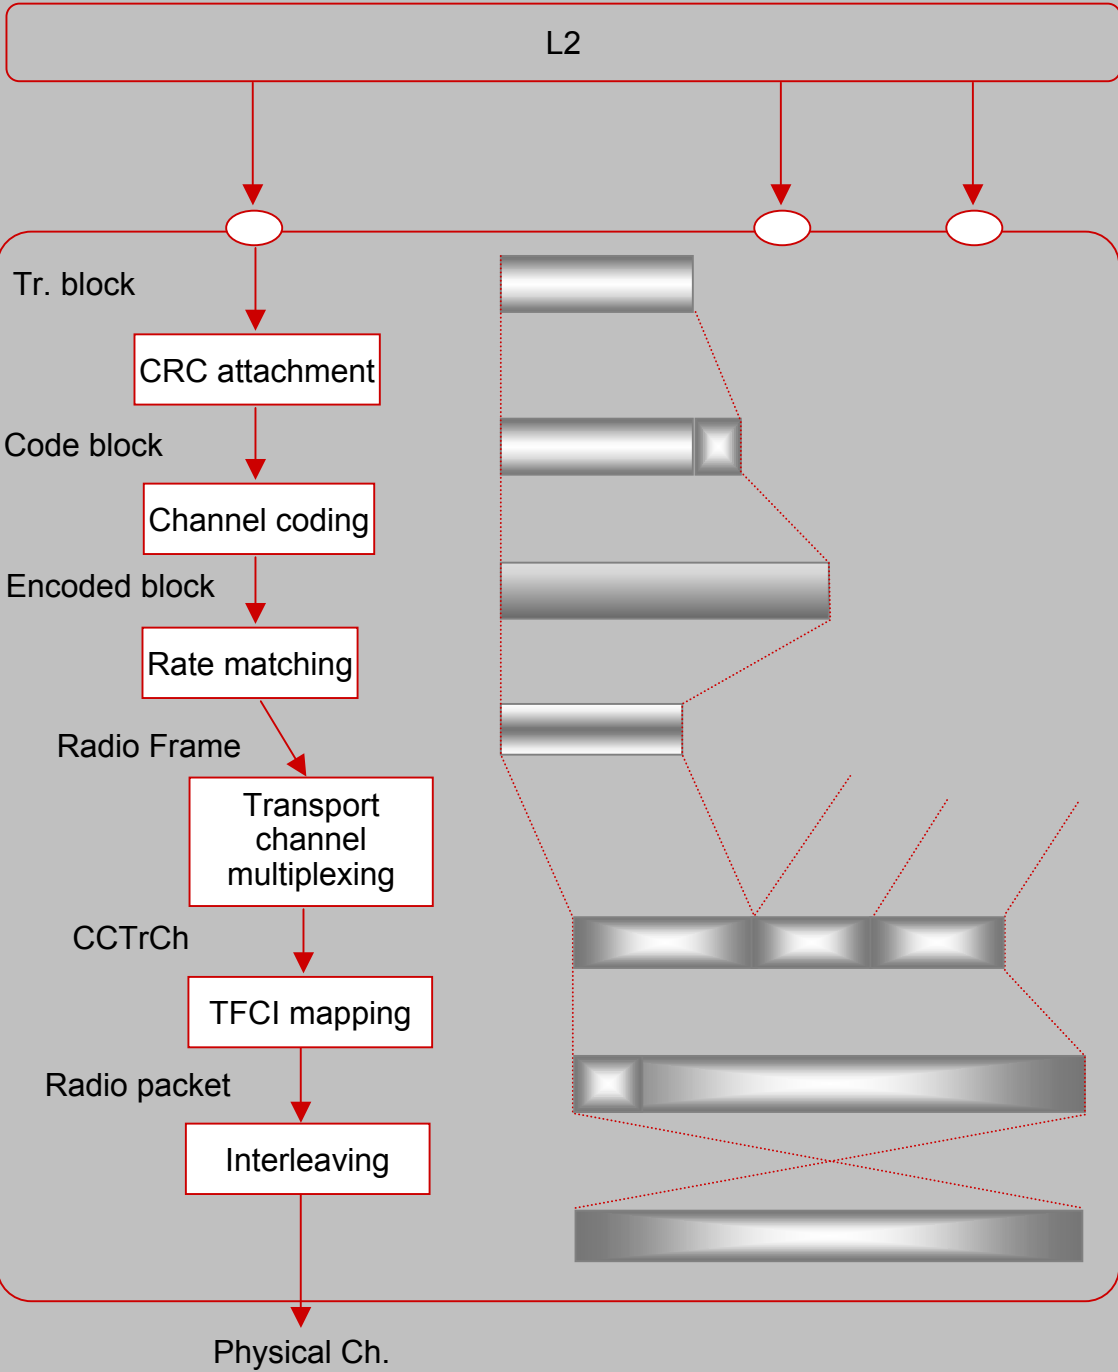 L2
Tr. block
CRC attachment
Code block
Channel coding
Encoded block
Rate matching
Radio Frame
Transport
channel
multiplexing
CCTrCh
TFCI mapping
Radio packet
Interleaving
Physical Ch.